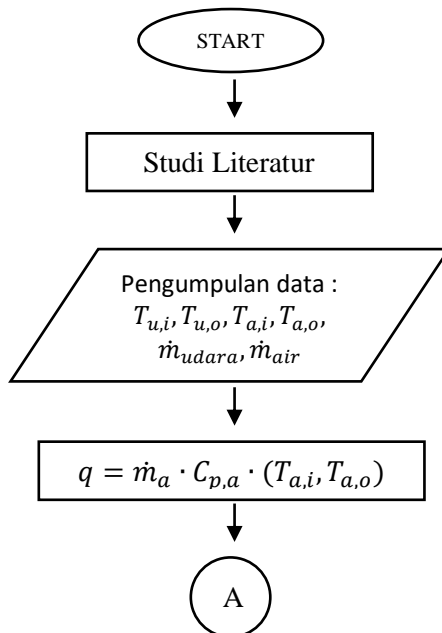 START
Studi Literatur
Pengumpulan data :
T_{u,i}, T_{u,o}, T_{a,i}, T_{a,o},
ṁ_{udara}, ṁ_{air}
q = ṁ_a · C_{p,a} · (T_{a,i}, T_{a,o})
A